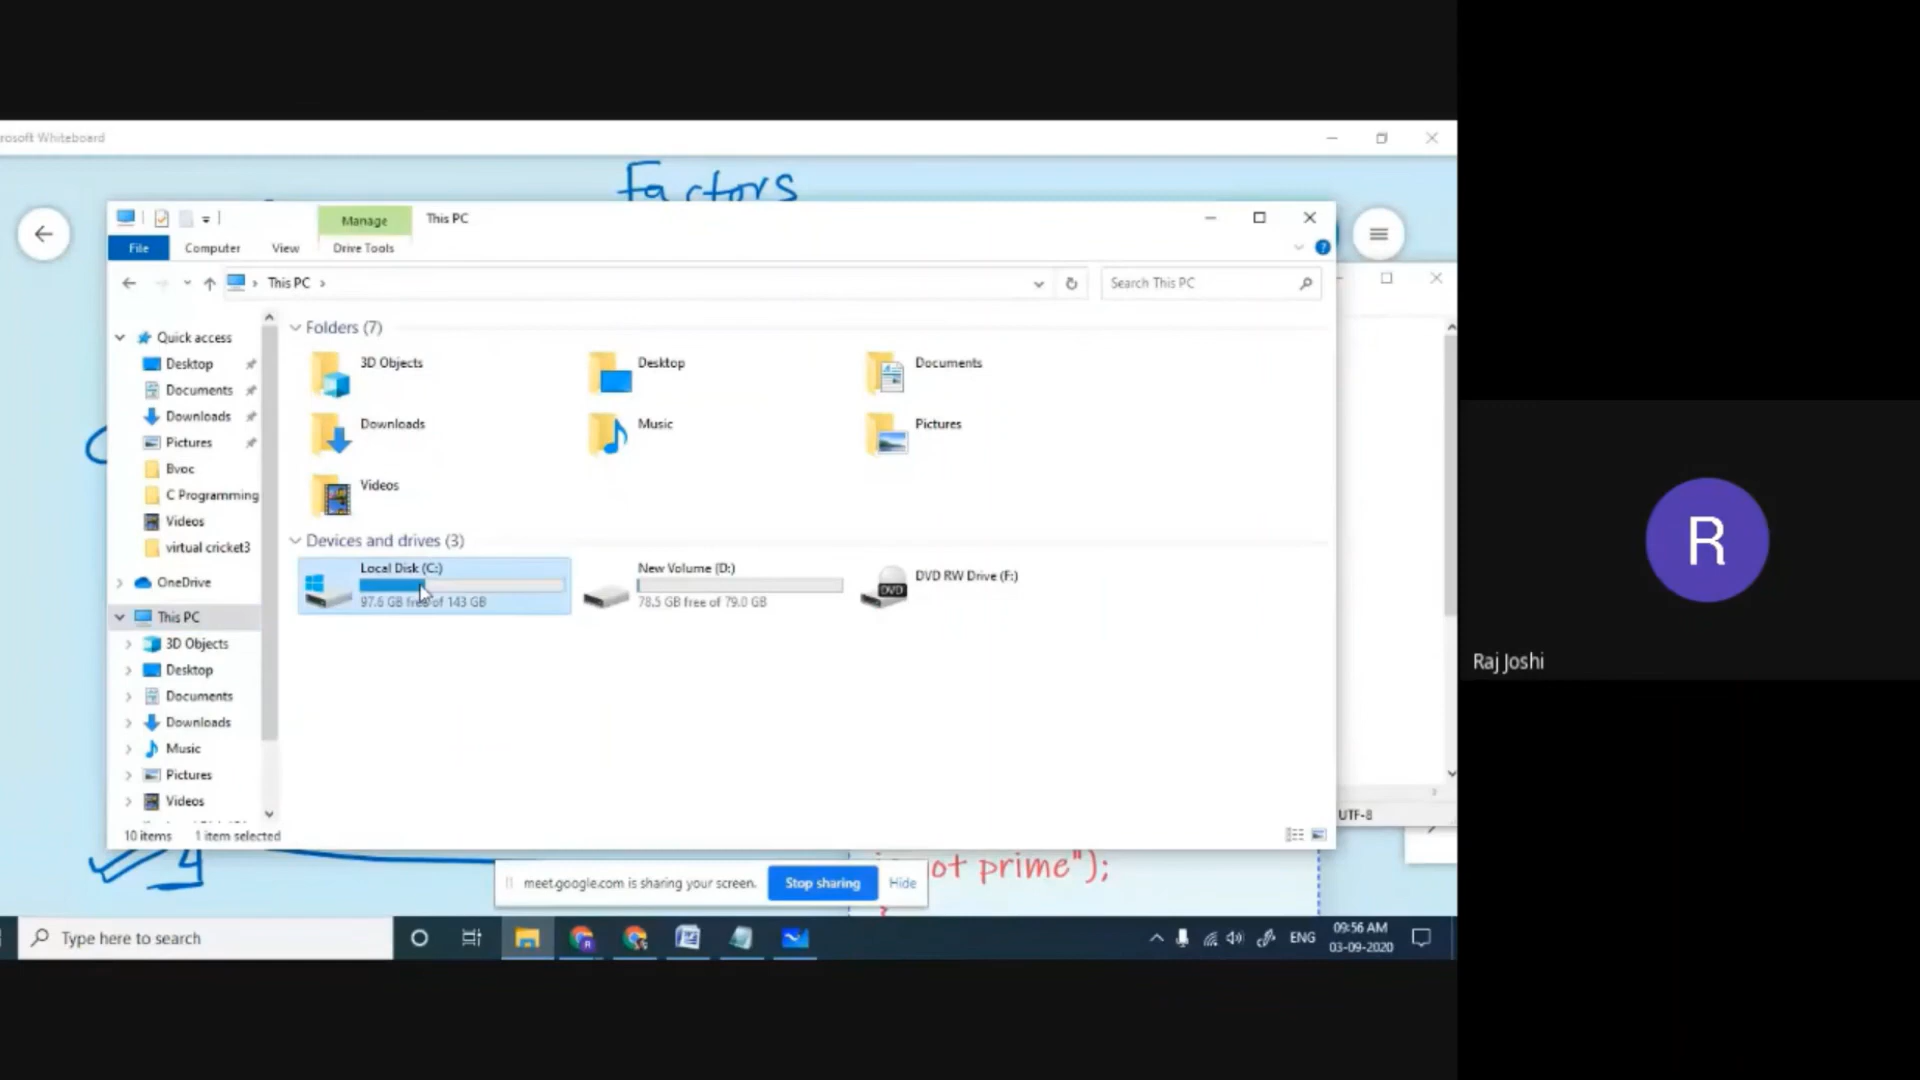 rosoft Whiteboard
Factors
Manage
This PC
File
Computer
View
Drive Tools
This PC
Search This PC
Quick access
Desktop
Documents
Downloads
Pictures
Bvoc
C Programming
Videos
virtual cricket3
OneDrive
This PC
3D Objects
Desktop
Documents
Downloads
Music
Pictures
Videos
Folders (7)
3D Objects
Desktop
Documents
Downloads
Music
Pictures
Videos
Devices and drives (3)
Local Disk (C:)
97.6 GB free of 143 GB
New Volume (D:)
78.5 GB free of 79.0 GB
DVD RW Drive (F:)
DVD
10 items
1 item selected
UTF-8
4
ot prime");
}
meet.google.com is sharing your screen.
Stop sharing
Hide
Type here to search
ENG
09:56 AM
03-09-2020
R
Raj Joshi